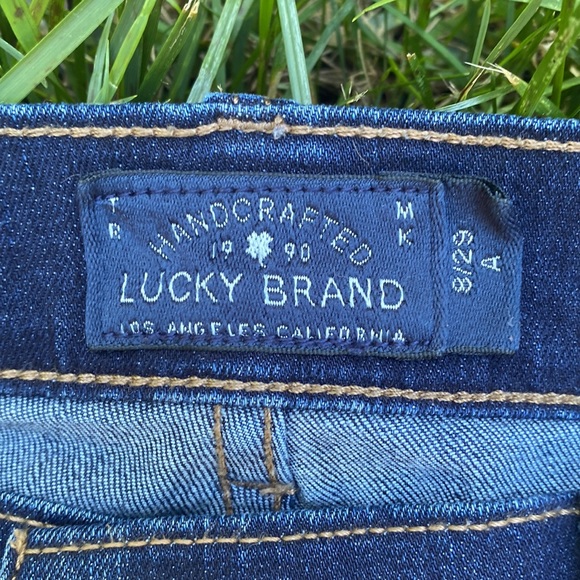 T M
R K
HANDCRAFTED
19 90
LUCKY BRAND
LOS ANGELES CALIFORNIA
8/29
A